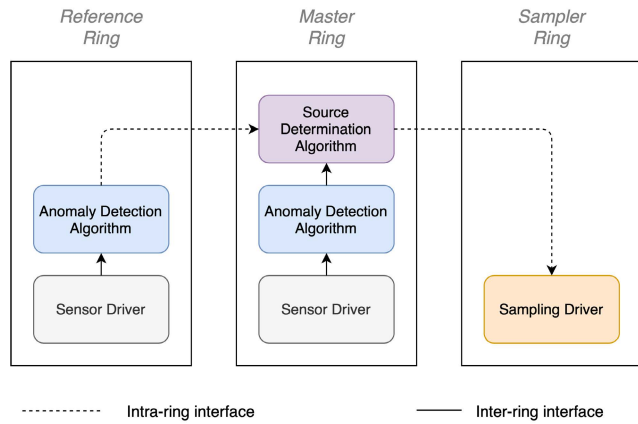 Reference
Ring
Master
Ring
Sampler
Ring
Source
Determination
Algorithm
Anomaly Detection
Algorithm
Anomaly Detection
Algorithm
Sensor Driver
Sensor Driver
Sampling Driver
Intra-ring interface
Inter-ring interface